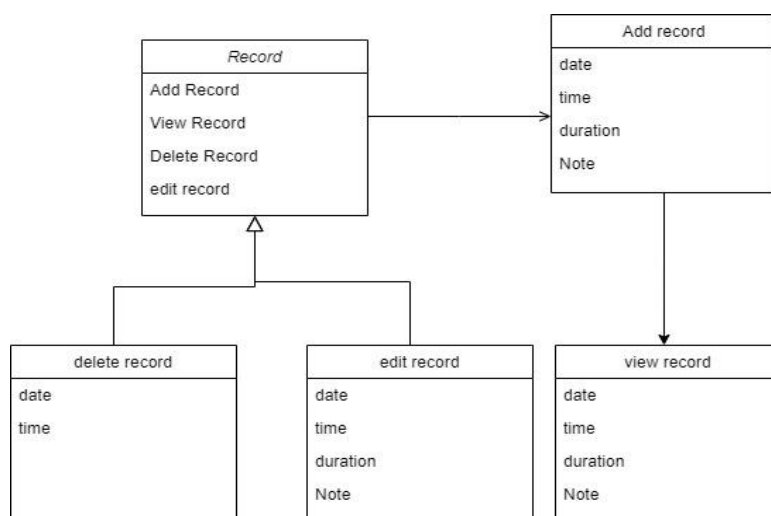 Record
Add Record
View Record
Delete Record
edit record
Add record
date
time
duration
Note
delete record
date
time
edit record
date
time
duration
Note
view record
date
time
duration
Note